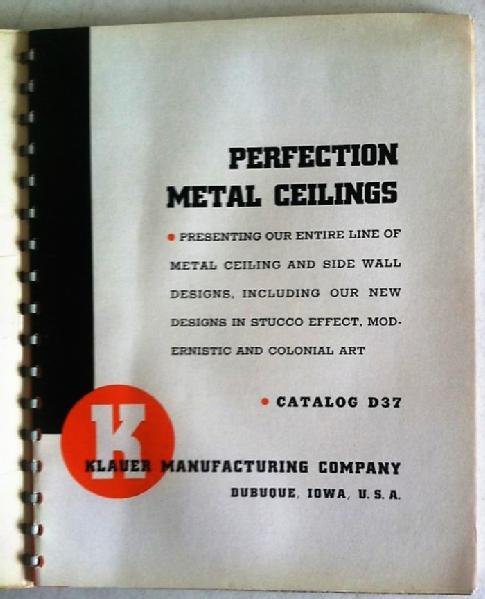 PERFECTION
METAL CEILINGS
• PRESENTING OUR ENTIRE LINE OF
METAL CEILING AND SIDE WALL
DESIGNS, INCLUDING OUR NEW
DESIGNS IN STUCCO EFFECT, MOD-
ERNISTIC AND COLONIAL ART
• CATALOG D37
K
KLAUER MANUFACTURING COMPANY
DUBUQUE, IOWA, U. S. A.